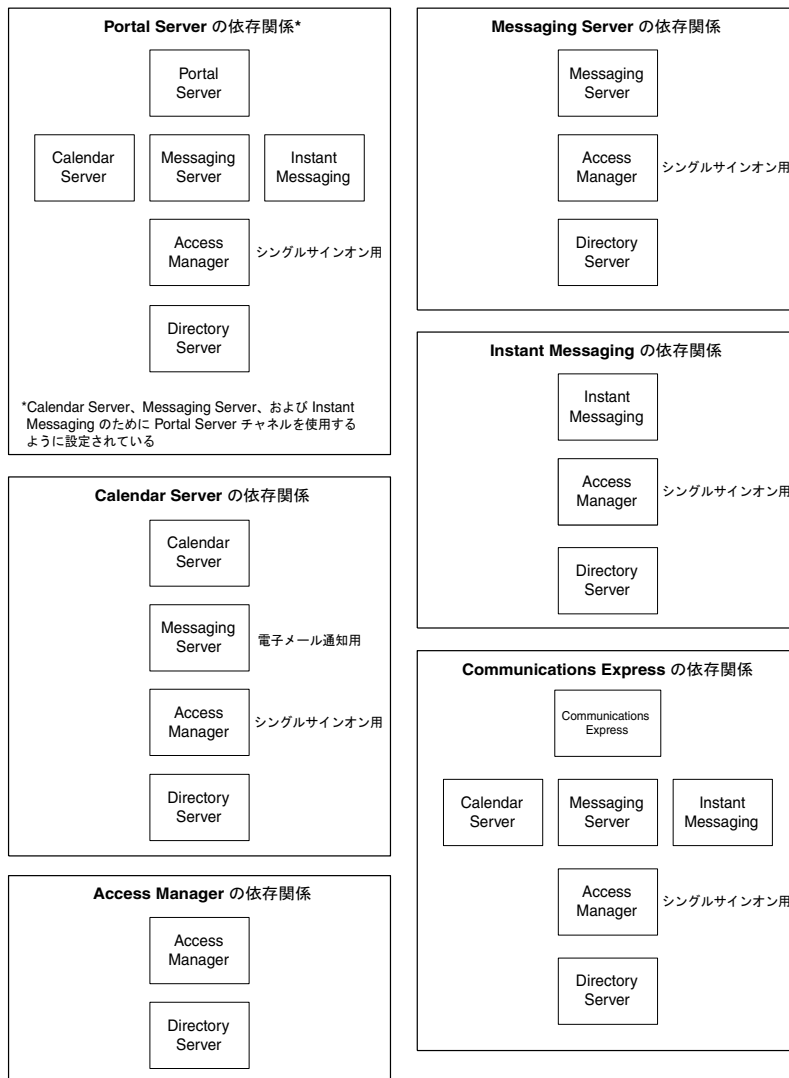 Portal Server の依存関係*
Portal
Server
Calendar
Server
Messaging
Server
Instant
Messaging
Access
Manager
シングルサインオン用
Directory
Server
*Calendar Server、Messaging Server、および Instant
Messaging のために Portal Server チャネルを使用する
ように設定されている
Calendar Server の依存関係
Calendar
Server
Messaging
Server
電子メール通知用
Access
Manager
シングルサインオン用
Directory
Server
Access Manager の依存関係
Access
Manager
Directory
Server
Messaging Server の依存関係
Messaging
Server
Access
Manager
シングルサインオン用
Directory
Server
Instant Messaging の依存関係
Instant
Messaging
Access
Manager
シングルサインオン用
Directory
Server
Communications Express の依存関係
Communications
Express
Calendar
Server
Messaging
Server
Instant
Messaging
Access
Manager
シングルサインオン用
Directory
Server